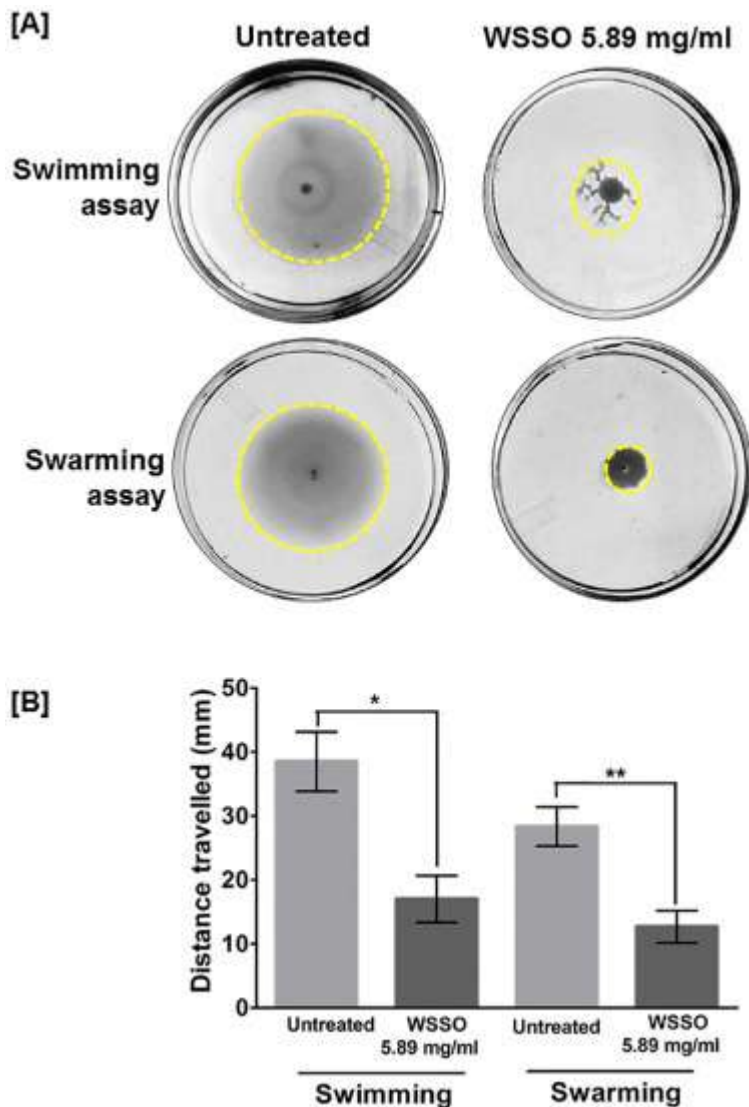 [A]
Untreated
WSSO 5.89 mg/ml
Swimming
assay
Swarming
assay
[B]
Distance travelled (mm)
50
40
30
20
10
0
*
**
Untreated
WSSO
5.89 mg/ml
Untreated
WSSO
5.89 mg/ml
Swimming
Swarming